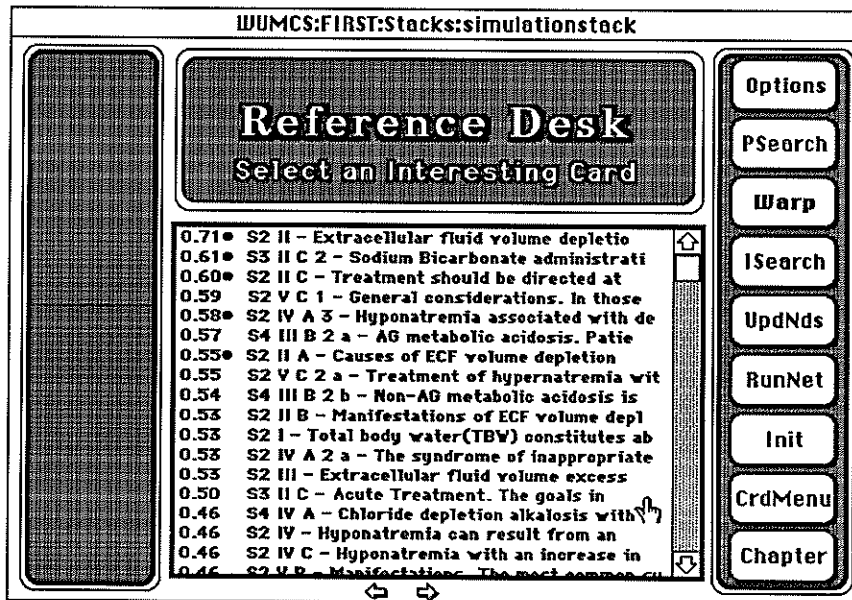 WUMCS:FIRST:Stacks:simulationstack
Reference Desk
Select an Interesting Card
0.71● S2 II - Extracellular fluid volume depletio
0.61● S3 II C 2 - Sodium Bicarbonate administrati
0.60● S2 II C - Treatment should be directed at
0.59 S2 V C 1 - General considerations. In those
0.58● S2 IV A 3 - Hyponatremia associated with de
0.57 S4 III B 2 a - AG metabolic acidosis. Patie
0.55● S2 II A - Causes of ECF volume depletion
0.55 S2 V C 2 a - Treatment of hypernatremia wit
0.54 S4 III B 2 b - Non-AG metabolic acidosis is
0.53 S2 II B - Manifestations of ECF volume depl
0.53 S2 I - Total body water(TBW) constitutes ab
0.53 S2 IV A 2 a - The syndrome of inappropriate
0.53 S2 III - Extracellular fluid volume excess
0.50 S3 II C - Acute Treatment. The goals in
0.46 S4 IV A - Chloride depletion alkalosis with
0.46 S2 IV - Hyponatremia can result from an
0.46 S2 IV C - Hyponatremia with an increase in
0.46 S2 V B - Manifestations. The most common cu
Options
PSearch
Warp
ISearch
UpdNds
RunNet
Init
CrdMenu
Chapter